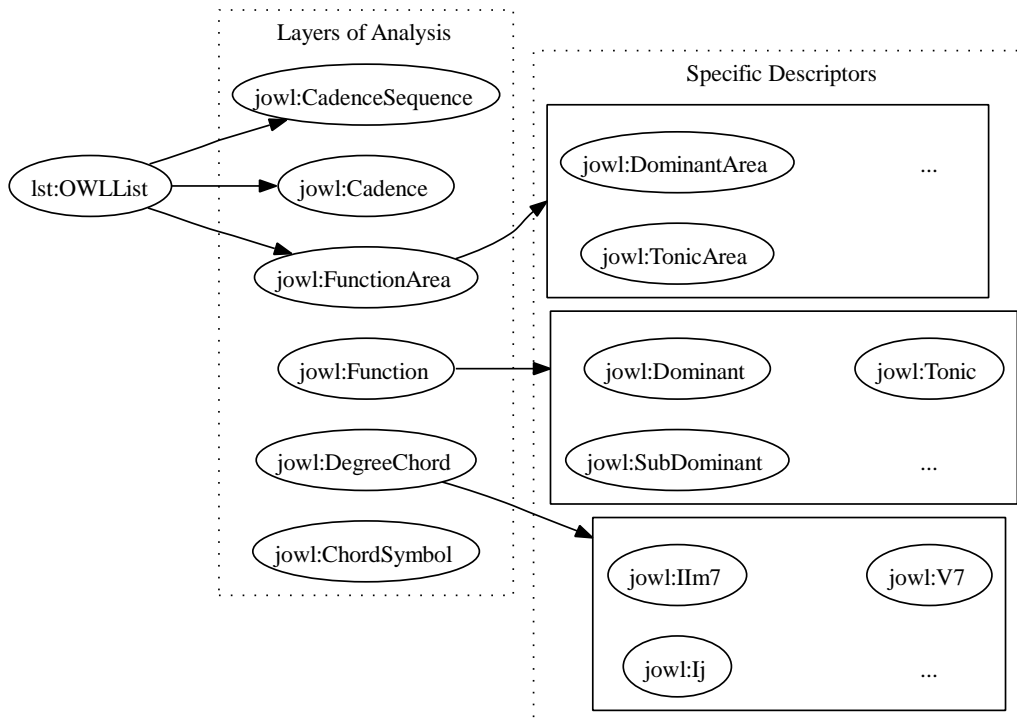 Layers of Analysis
jowl:CadenceSequence
lst:OWLList
jowl:Cadence
jowl:FunctionArea
jowl:Function
jowl:DegreeChord
jowl:ChordSymbol
Specific Descriptors
jowl:DominantArea ...
jowl:TonicArea
jowl:Dominant jowl:Tonic
jowl:SubDominant ...
jowl:IIm7 jowl:V7
jowl:Ij ...